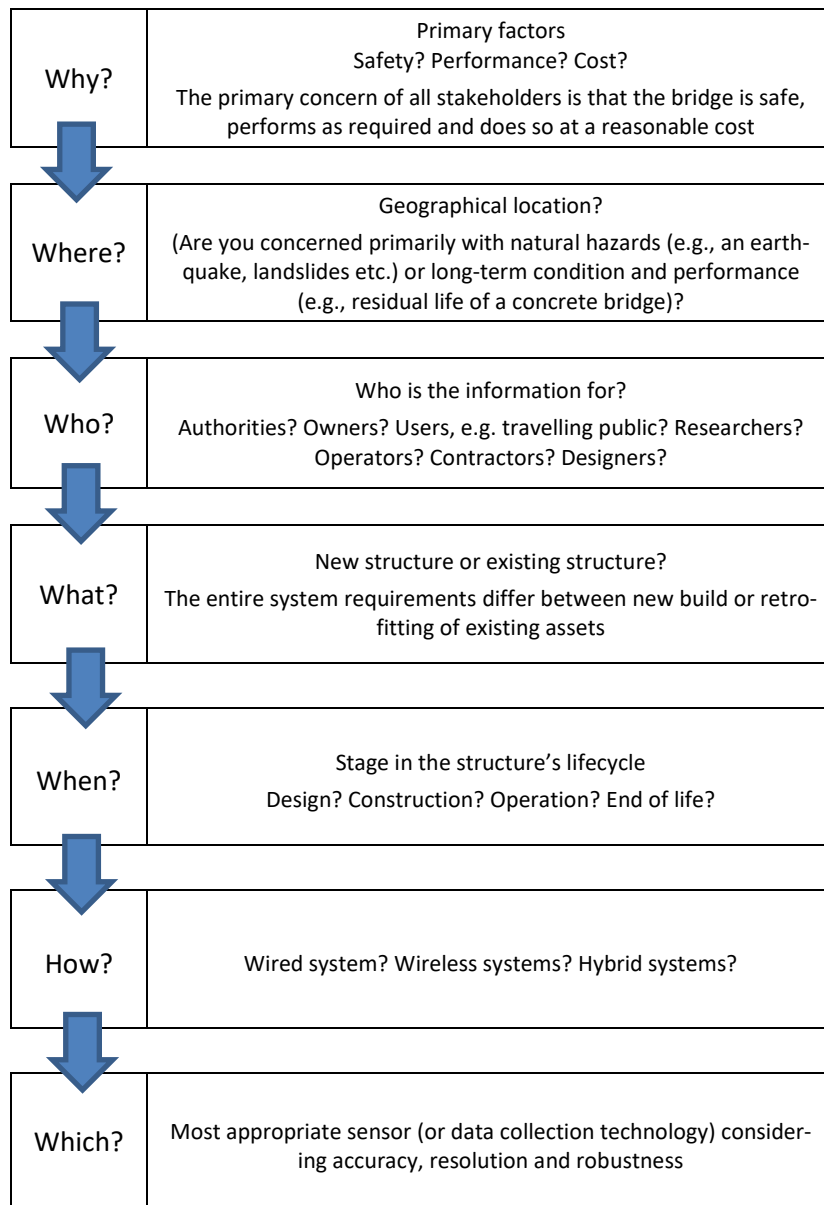 Why?
Primary factors
Safety? Performance? Cost?
The primary concern of all stakeholders is that the bridge is safe,
performs as required and does so at a reasonable cost
Where?
Geographical location?
(Are you concerned primarily with natural hazards (e.g., an earth-
quake, landslides etc.) or long-term condition and performance
(e.g., residual life of a concrete bridge)?
Who?
Who is the information for?
Authorities? Owners? Users, e.g. travelling public? Researchers?
Operators? Contractors? Designers?
What?
New structure or existing structure?
The entire system requirements differ between new build or retro-
fitting of existing assets
When?
Stage in the structure’s lifecycle
Design? Construction? Operation? End of life?
How?
Wired system? Wireless systems? Hybrid systems?
Which?
Most appropriate sensor (or data collection technology) consider-
ing accuracy, resolution and robustness